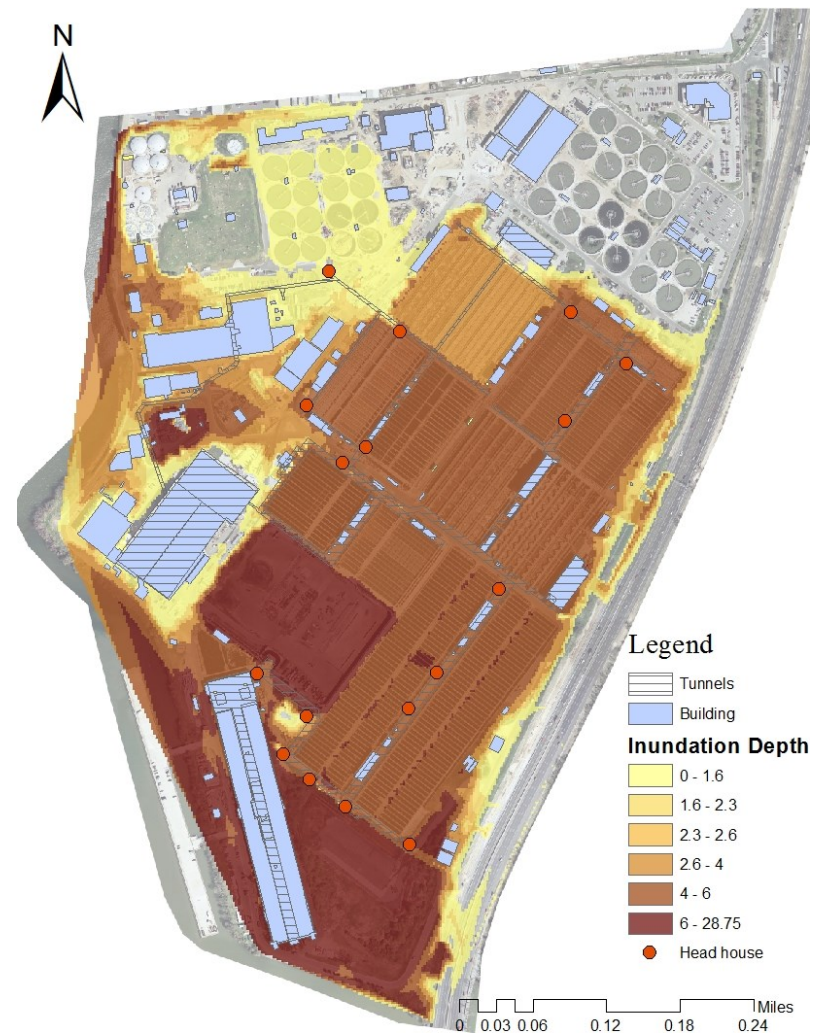 N
Legend
Tunnels
Building
Inundation Depth
0 - 1.6
1.6 - 2.3
2.3 - 2.6
2.6 - 4
4 - 6
6 - 28.75
Head house
Miles
0 0.03 0.06 0.12 0.18 0.24